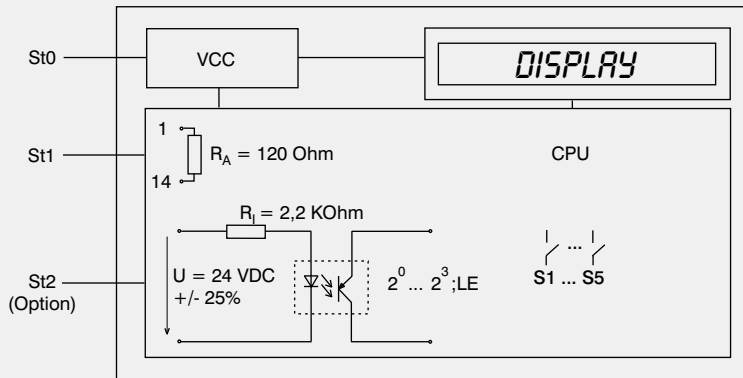 St0
VCC
DISPLAY
St1
1
14
R_A = 120 Ohm
CPU
R_I = 2,2 KOhm
St2
(Option)
U = 24 VDC
+/- 25%
2^0 ... 2^3;LE
...
S1 ... S5